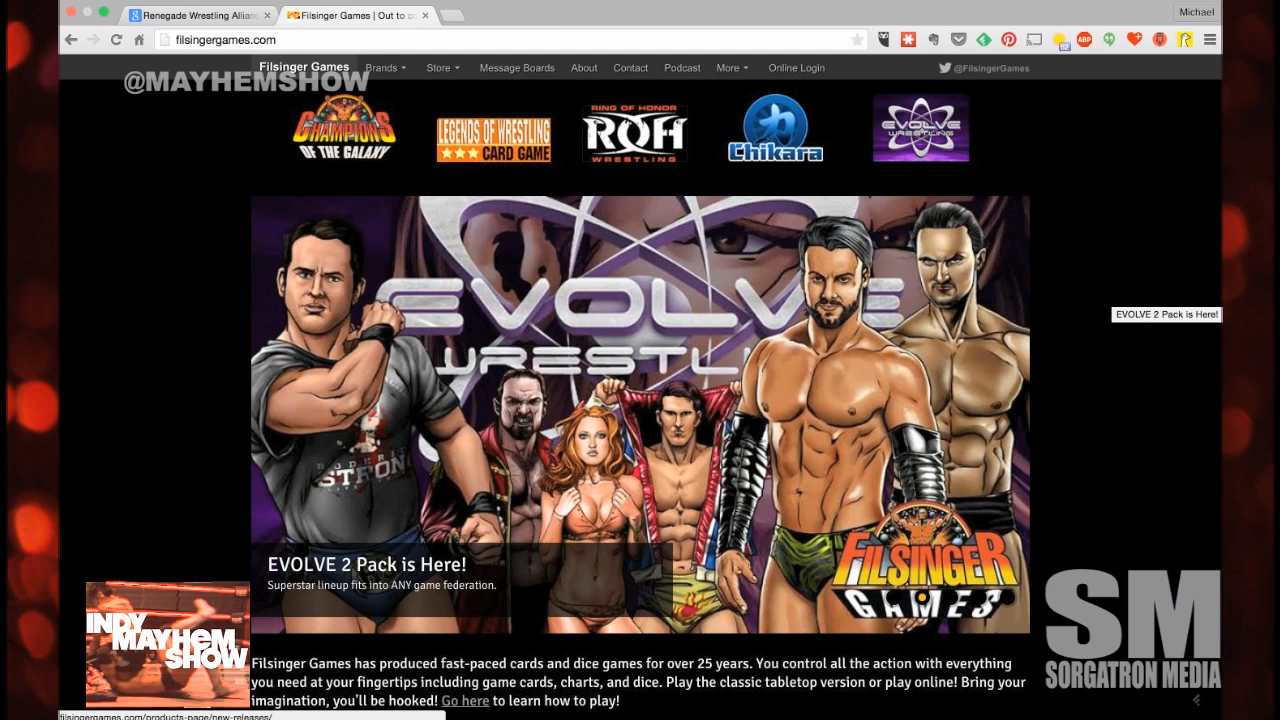 Renegade Wrestling Allianc
Filsinger Games | Out to p
Michael
filsingergames.com
Filsinger Games
Brands
Store
Message Boards
About
Contact
Podcast
More
Online Login
@FilsingerGames
@MAYHEMSHOW
CHAMPIONS
OF THE GALAXY
LEGENDS OF WRESTLING
CARD GAME
RING OF HONOR
ROH
WRESTLING
力
Chikara
EVOLVE
WRESTLING
EVOLVE
WRESTLI
EVOLVE 2 Pack is Here!
STRONG
EVOLVE 2 Pack is Here!
Superstar lineup fits into ANY game federation.
FILSINGER
GAMES
INDY
MAYHEM
SHOW
SM
SORGATRON MEDIA
Filsinger Games has produced fast-paced cards and dice games for over 25 years. You control all the action with everything
you need at your fingertips including game cards, charts, and dice. Play the classic tabletop version or play online! Bring your
imagination, you'll be hooked! Go here to learn how to play!
filsingergames.com/products-page/new-releases/